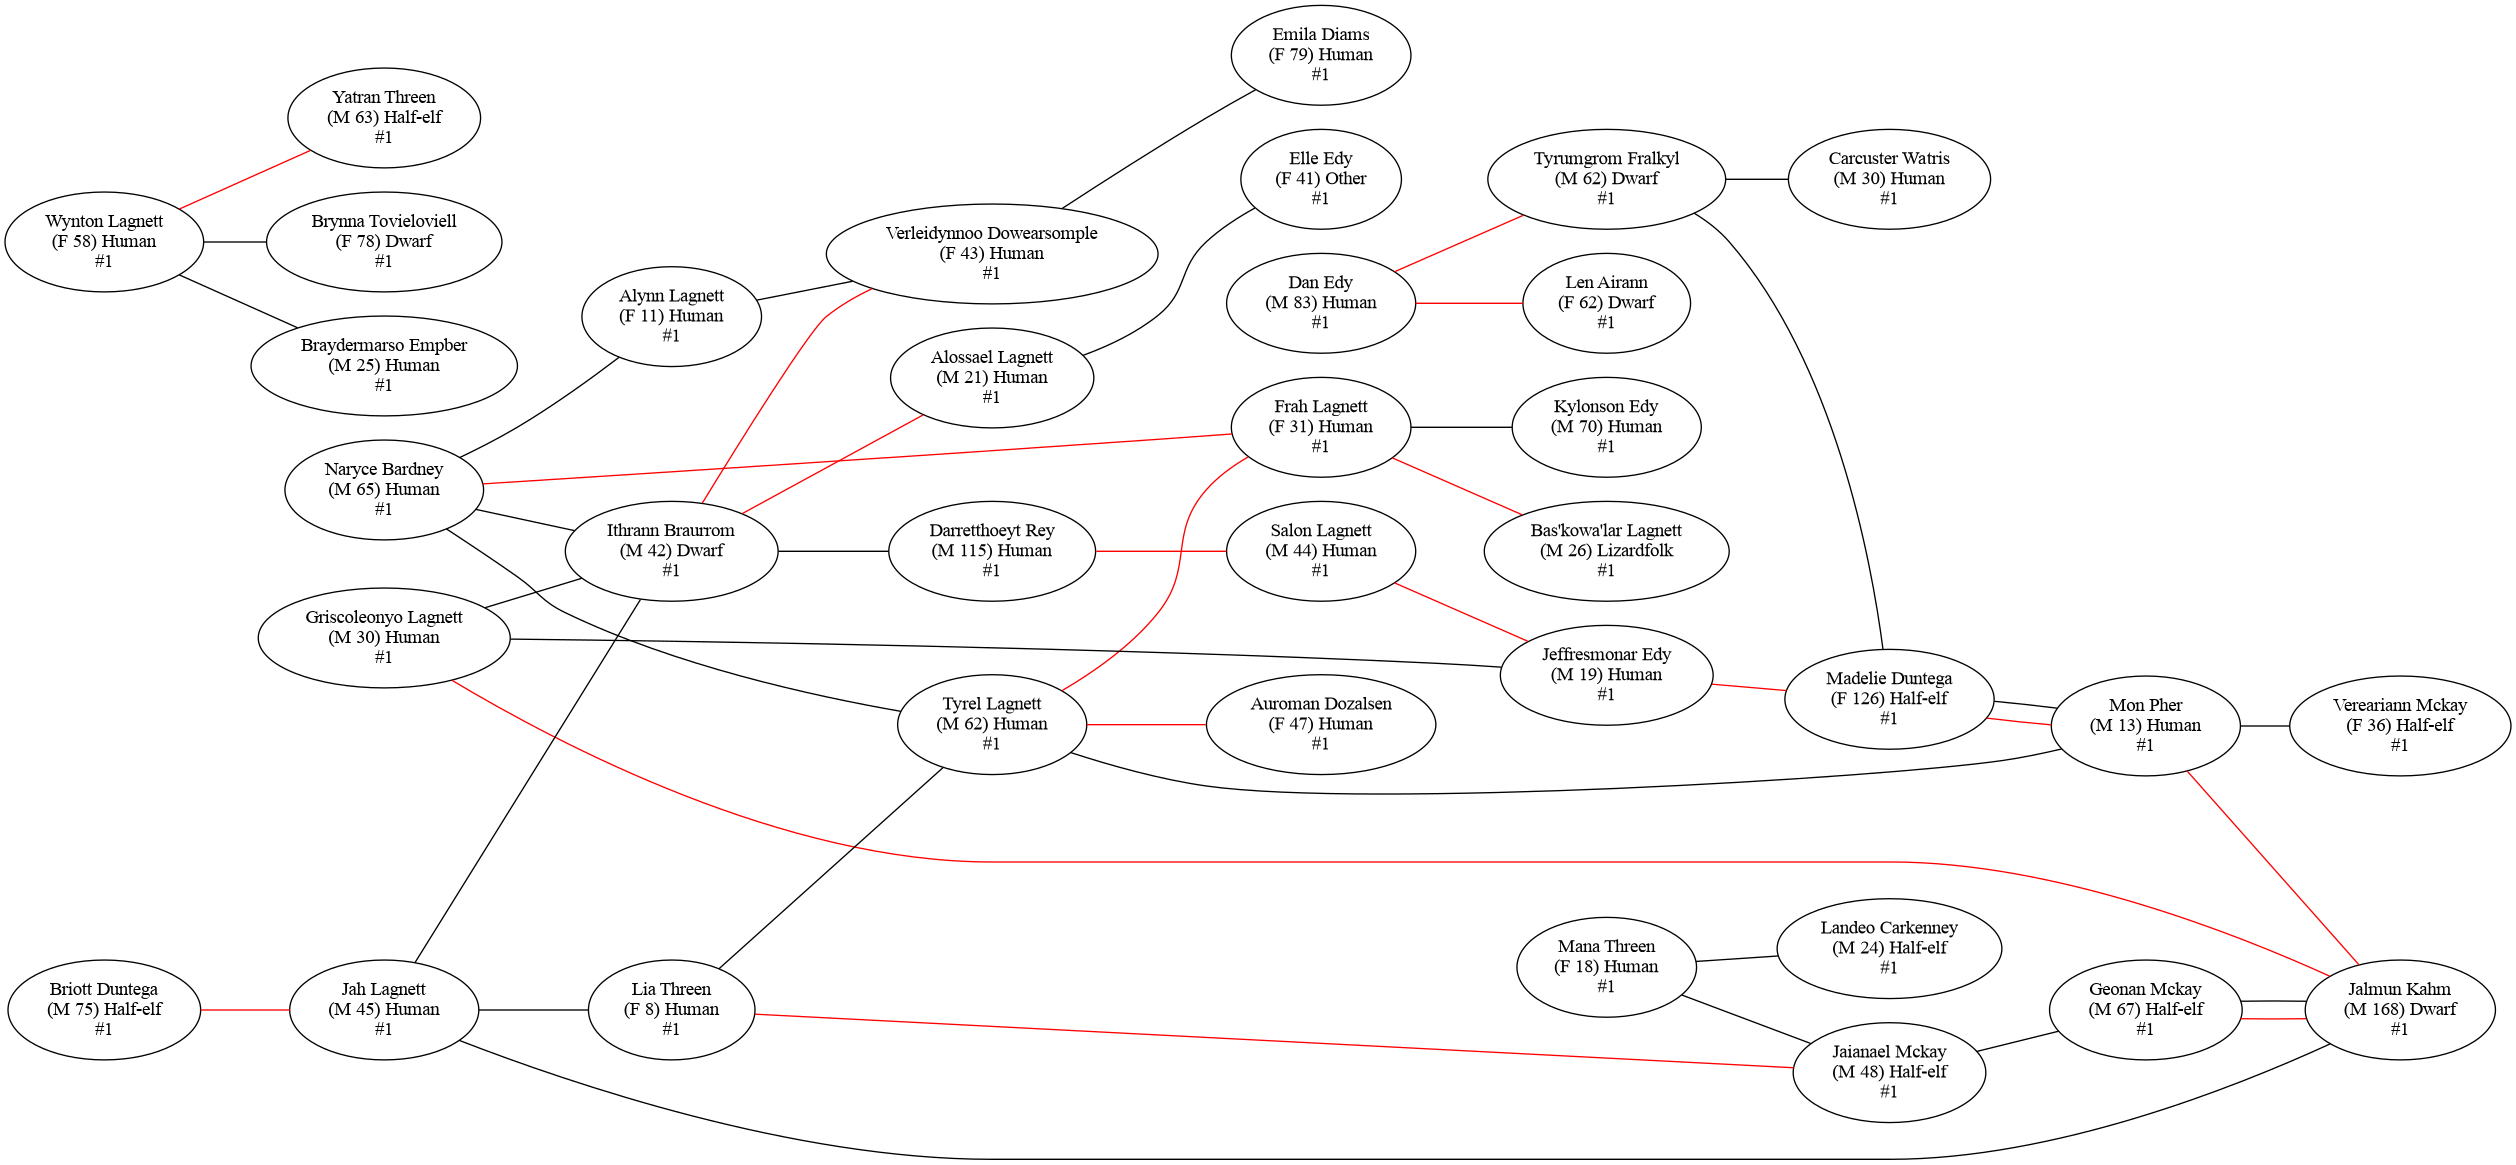 Emila Diams
(F 79) Human
#1
Yatran Threen
(M 63) Half-elf
#1
Elle Edy
(F 41) Other
#1
Tyrumgrom Fralkyl
(M 62) Dwarf
#1
Carcuster Watris
(M 30) Human
#1
Wynton Lagnett
(F 58) Human
#1
Brynna Tovieloviell
(F 78) Dwarf
#1
Verleidynnoo Dowearsomple
(F 43) Human
#1
Dan Edy
(M 83) Human
#1
Len Airann
(F 62) Dwarf
#1
Alynn Lagnett
(F 11) Human
#1
Braydermarso Empber
(M 25) Human
#1
Alossael Lagnett
(M 21) Human
#1
Frah Lagnett
(F 31) Human
#1
Kylonson Edy
(M 70) Human
#1
Naryce Bardney
(M 65) Human
#1
Ithrann Braurrom
(M 42) Dwarf
#1
Darretthoeyt Rey
(M 115) Human
#1
Salon Lagnett
(M 44) Human
#1
Bas'kowa'lar Lagnett
(M 26) Lizardfolk
#1
Griscoleonyo Lagnett
(M 30) Human
#1
Jeffresmonar Edy
(M 19) Human
#1
Madelie Duntega
(F 126) Half-elf
#1
Tyrel Lagnett
(M 62) Human
#1
Auroman Dozalsen
(F 47) Human
#1
Mon Pher
(M 13) Human
#1
Vereariann Mckay
(F 36) Half-elf
#1
Mana Threen
(F 18) Human
#1
Landeo Carkenney
(M 24) Half-elf
#1
Briott Duntega
(M 75) Half-elf
#1
Jah Lagnett
(M 45) Human
#1
Lia Threen
(F 8) Human
#1
Geonan Mckay
(M 67) Half-elf
#1
Jalmun Kahm
(M 168) Dwarf
#1
Jaianael Mckay
(M 48) Half-elf
#1